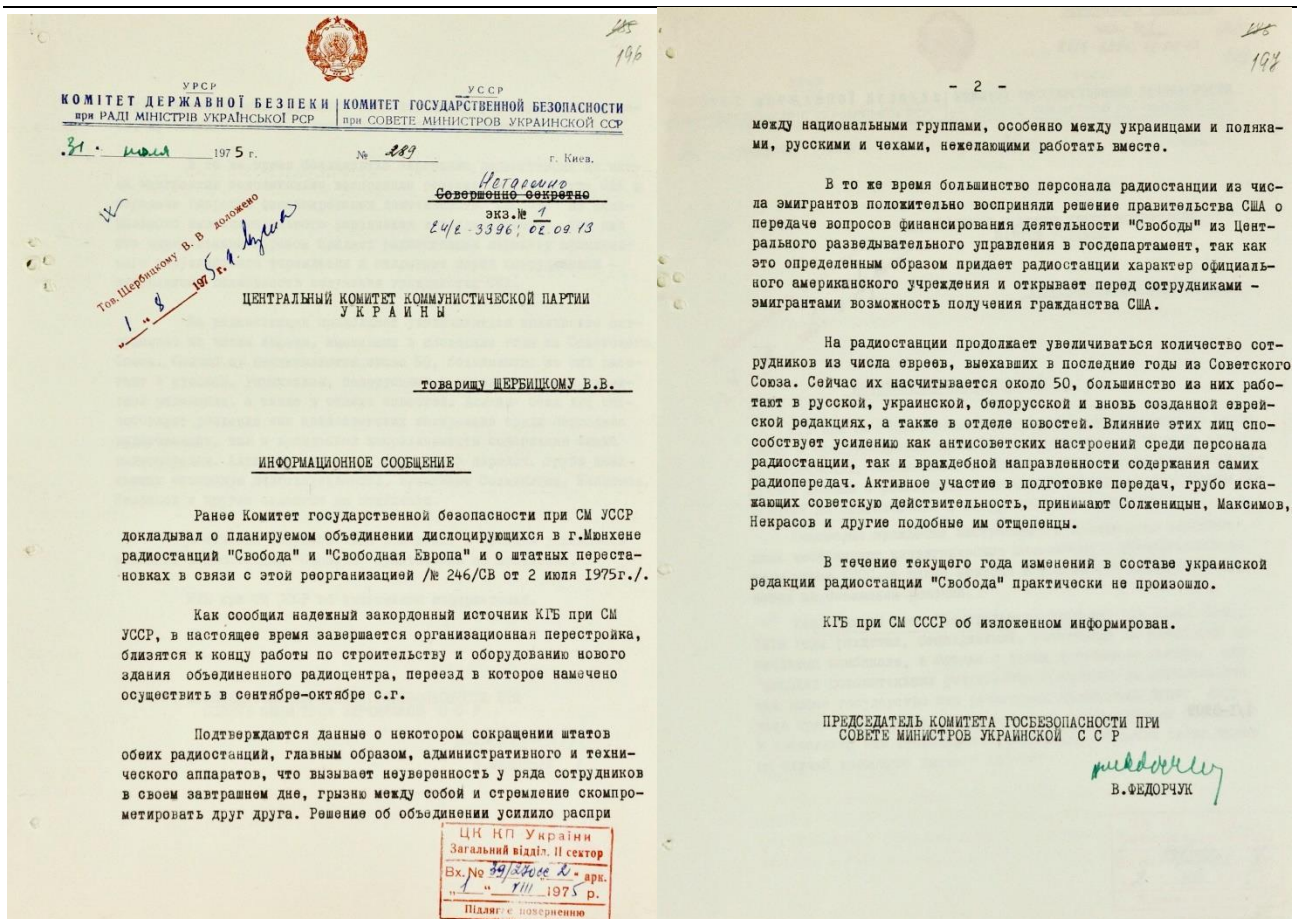 185
196
УРСР
КОМІТЕТ ДЕРЖАВНОЇ БЕЗПЕКИ
при РАДІ МІНІСТРІВ УКРАЇНСЬКОЇ РСР
УССР
КОМИТЕТ ГОСУДАРСТВЕННОЙ БЕЗОПАСНОСТИ
при СОВЕТЕ МИНИСТРОВ УКРАИНСКОЙ ССР
"31" июля 1975 г.
№ 289
г. Киев.
Нетаємно
Совершенно секретно
экз.№ 1
24/2-3396; 02.09.13
Тов. Щербицкому В. В. доложено
"1" 8 1975 г.
ЦЕНТРАЛЬНЫЙ КОМИТЕТ КОММУНИСТИЧЕСКОЙ ПАРТИИ
УКРАИНЫ
товарищу ЩЕРБИЦКОМУ В.В.
ИНФОРМАЦИОННОЕ СООБЩЕНИЕ
Ранее Комитет государственной безопасности при СМ УССР
докладывал о планируемом объединении дислоцирующихся в г.Мюнхене
радиостанций "Свобода" и "Свободная Европа" и о штатных переста-
новках в связи с этой реорганизацией /№ 246/СВ от 2 июля 1975г./.
Как сообщил надежный закордонный источник КГБ при СМ
УССР, в настоящее время завершается организационная перестройка,
близятся к концу работы по строительству и оборудованию нового
здания объединенного радиоцентра, переезд в которое намечено
осуществить в сентябре-октябре с.г.
Подтверждаются данные о некотором сокращении штатов
обеих радиостанций, главным образом, административного и техни-
ческого аппаратов, что вызывает неуверенность у ряда сотрудников
в своем завтрашнем дне, грызню между собой и стремление скомпро-
метировать друг друга. Решение об объединении усилило распри
ЦК КП України
Загальний відділ. II сектор
Вх. № 39/27осс "2" арк.
"1" VIII 1975 р.
Підлягає поверненню
197
- 2 -
между национальными группами, особенно между украинцами и поляка-
ми, русскими и чехами, нежелающими работать вместе.
В то же время большинство персонала радиостанции из чис-
ла эмигрантов положительно восприняли решение правительства США о
передаче вопросов финансирования деятельности "Свободы" из Цент-
рального разведывательного управления в госдепартамент, так как
это определенным образом придает радиостанции характер официаль-
ного американского учреждения и открывает перед сотрудниками -
эмигрантами возможность получения гражданства США.
На радиостанции продолжает увеличиваться количество сот-
рудников из числа евреев, выехавших в последние годы из Советского
Союза. Сейчас их насчитывается около 50, большинство из них рабо-
тают в русской, украинской, белорусской и вновь созданной еврей-
ской редакциях, а также в отделе новостей. Влияние этих лиц спо-
собствует усилению как антисоветских настроений среди персонала
радиостанции, так и враждебной направленности содержания самих
радиопередач. Активное участие в подготовке передач, грубо иска-
жающих советскую действительность, принимают Солженицын, Максимов,
Некрасов и другие подобные им отщепенцы.
В течение текущего года изменений в составе украинской
редакции радиостанции "Свобода" практически не произошло.
КГБ при СМ СССР об изложенном информирован.
ПРЕДСЕДАТЕЛЬ КОМИТЕТА ГОСБЕЗОПАСНОСТИ ПРИ
СОВЕТЕ МИНИСТРОВ УКРАИНСКОЙ С С Р
В.ФЕДОРЧУК